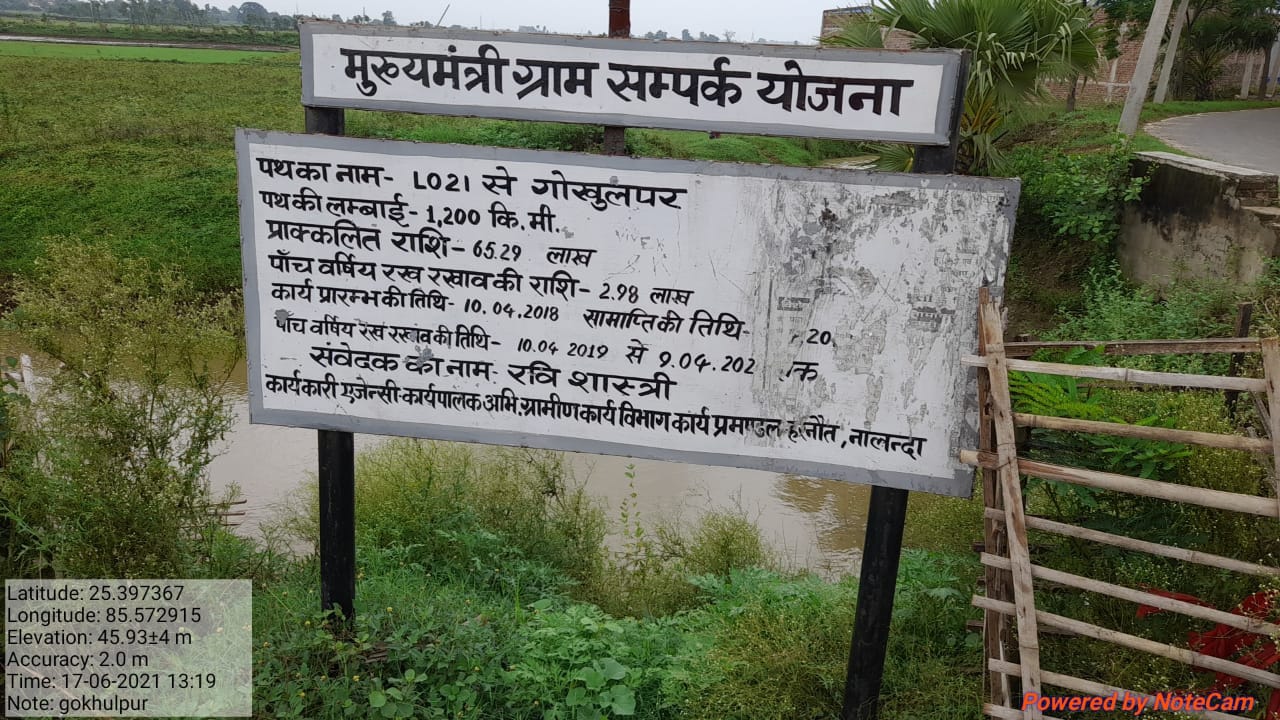 मुख्यमंत्री ग्राम सम्पर्क योजना
पथ का नाम- L021 से गोखुलपर
पथ की लम्बाई- 1,200 कि.मी.
प्राक्कलित राशि- 65.29 लाख
पाँच वर्षिय रख रखाव की राशि- 2.98 लाख
कार्य प्रारम्भ की तिथि- 10.04.2018 सामाप्ति की तिथि- 20
पाँच वर्षिय रख रखाव की तिथि- 10.04 2019 से 9.04.202 तक
संवेदक का नाम- रवि शास्त्री
कार्यकारी एजेन्सी-कार्यपालक अभि.ग्रामीण कार्य विभाग कार्य प्रमण्डल हरनौत, नालन्दा
Latitude: 25.397367
Longitude: 85.572915
Elevation: 45.93±4 m
Accuracy: 2.0 m
Time: 17-06-2021 13:19
Note: gokhulpur
Powered by NoteCam